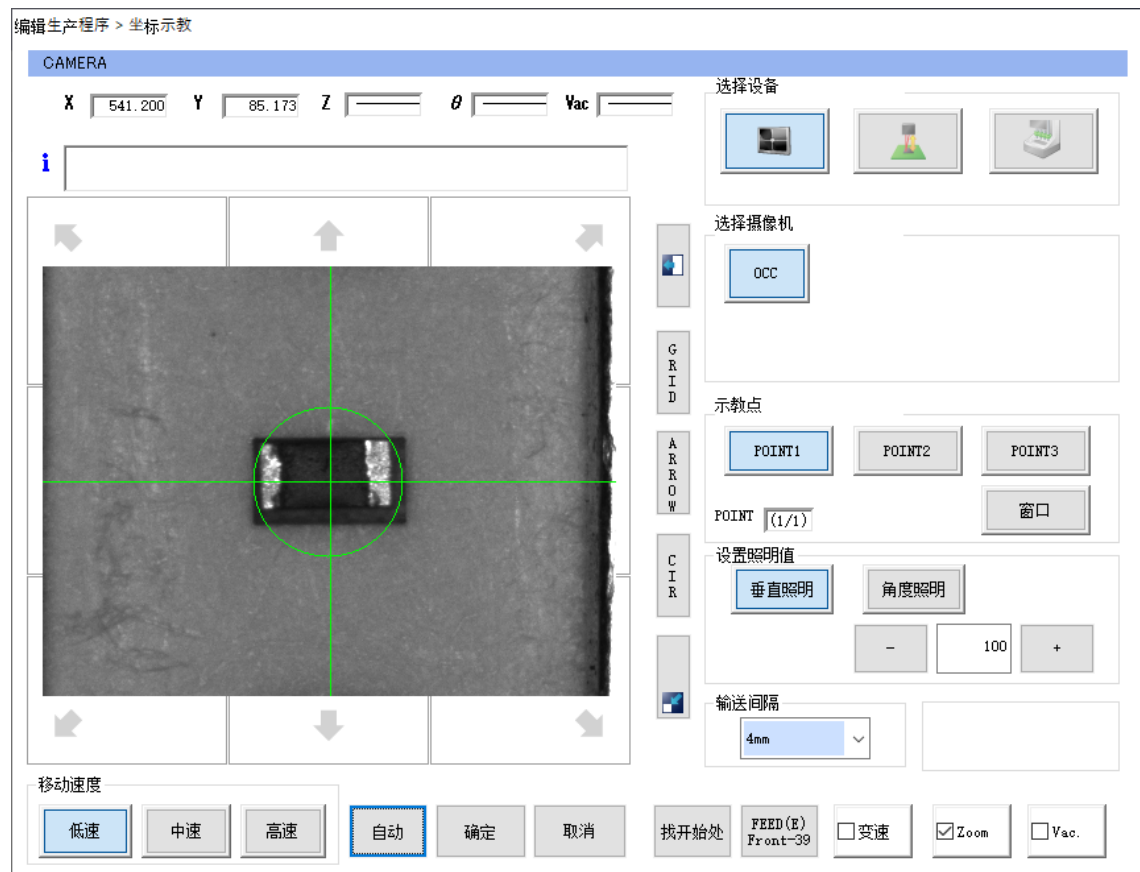 编辑生产程序 > 坐标示教
CAMERA
X 541.200 Y 85.173 Z θ Vac
i
选择设备
选择摄像机
OCC
GRID
ARROW
CIR
示教点
POINT1 POINT2 POINT3
POINT (1/1) 窗口
设置照明值
垂直照明 角度照明
- 100 +
输送间隔
4mm
移动速度
低速 中速 高速 自动 确定 取消 找开始处 FEED(E) 变速 Zoom Vac.
Front-39